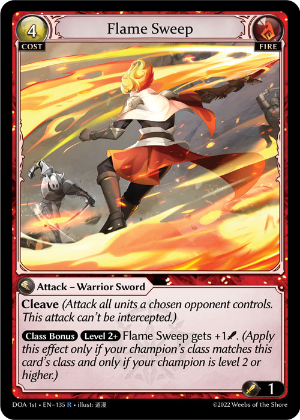 4
Flame Sweep
COST
FIRE
Attack – Warrior Sword
Cleave (Attack all units a chosen opponent controls.
This attack can't be intercepted.)
Class Bonus Level 2+ Flame Sweep gets +1. (Apply
this effect only if your champion's class matches this
card's class and only if your champion is level 2 or
higher.)
1
DOA 1st • EN-135 R • illust: 道漫
©2022 Weebs of the Shore